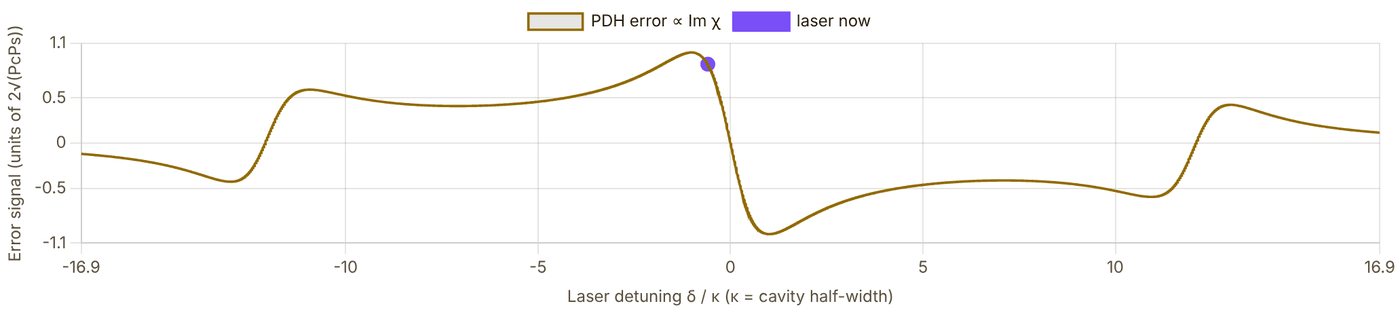 PDH error ∝ Im χ laser now
Error signal (units of 2√(PcPs))
1.1
0.5
0
-0.5
-1.1
-16.9 -10 -5 0 5 10 16.9
Laser detuning δ / κ (κ = cavity half-width)